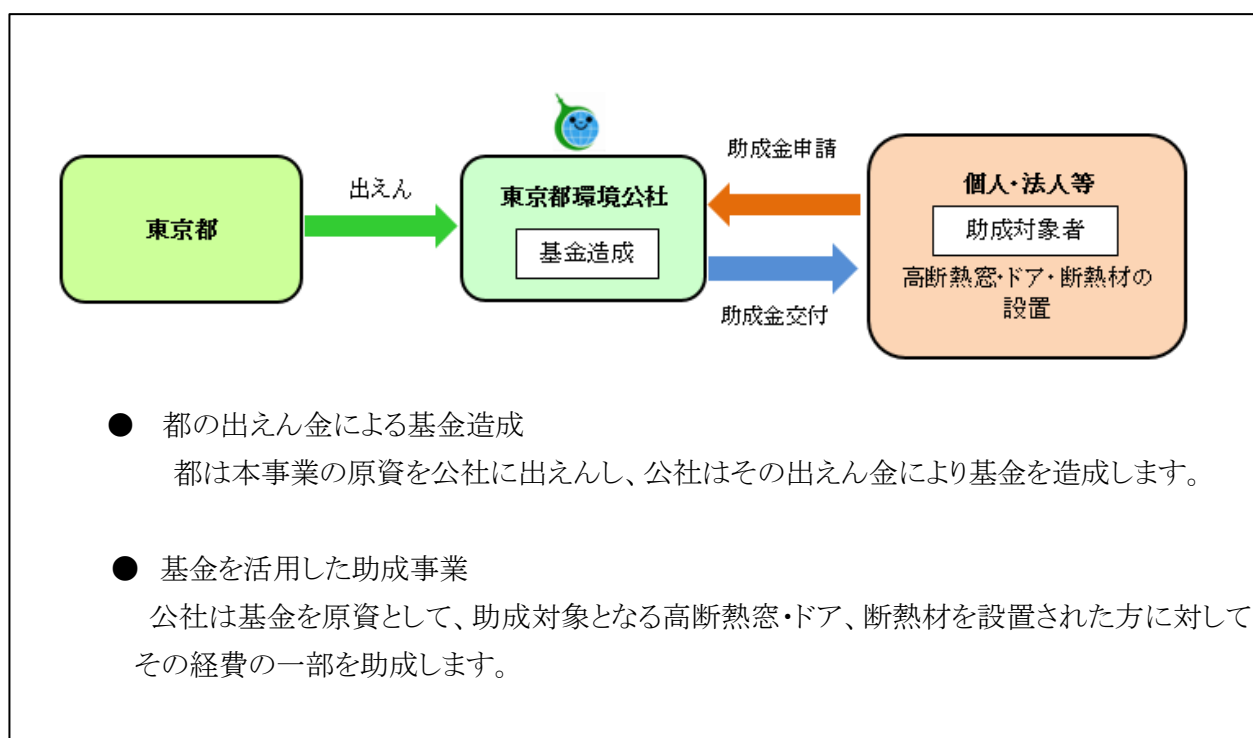 東京都
出えん
東京都環境公社
基金造成
助成金申請
助成金交付
個人・法人等
助成対象者
高断熱窓・ドア・断熱材の
設置
● 都の出えん金による基金造成
都は本事業の原資を公社に出えんし、公社はその出えん金により基金を造成します。
● 基金を活用した助成事業
公社は基金を原資として、助成対象となる高断熱窓・ドア、断熱材を設置された方に対して
その経費の一部を助成します。